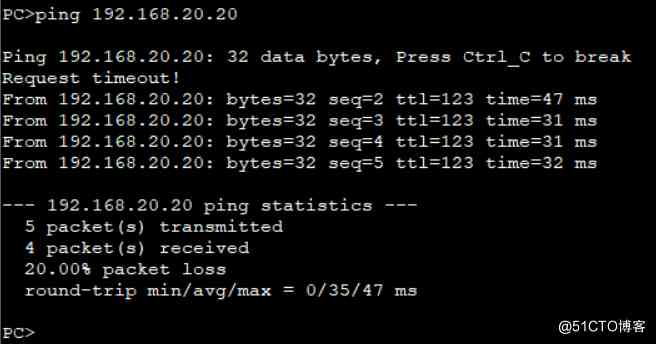 PC>ping 192.168.20.20
Ping 192.168.20.20: 32 data bytes, Press Ctrl_C to break
Request timeout!
From 192.168.20.20: bytes=32 seq=2 ttl=123 time=47 ms
From 192.168.20.20: bytes=32 seq=3 ttl=123 time=31 ms
From 192.168.20.20: bytes=32 seq=4 ttl=123 time=31 ms
From 192.168.20.20: bytes=32 seq=5 ttl=123 time=32 ms
--- 192.168.20.20 ping statistics ---
5 packet(s) transmitted
4 packet(s) received
20.00% packet loss
round-trip min/avg/max = 0/35/47 ms
PC>
@51CTO博客